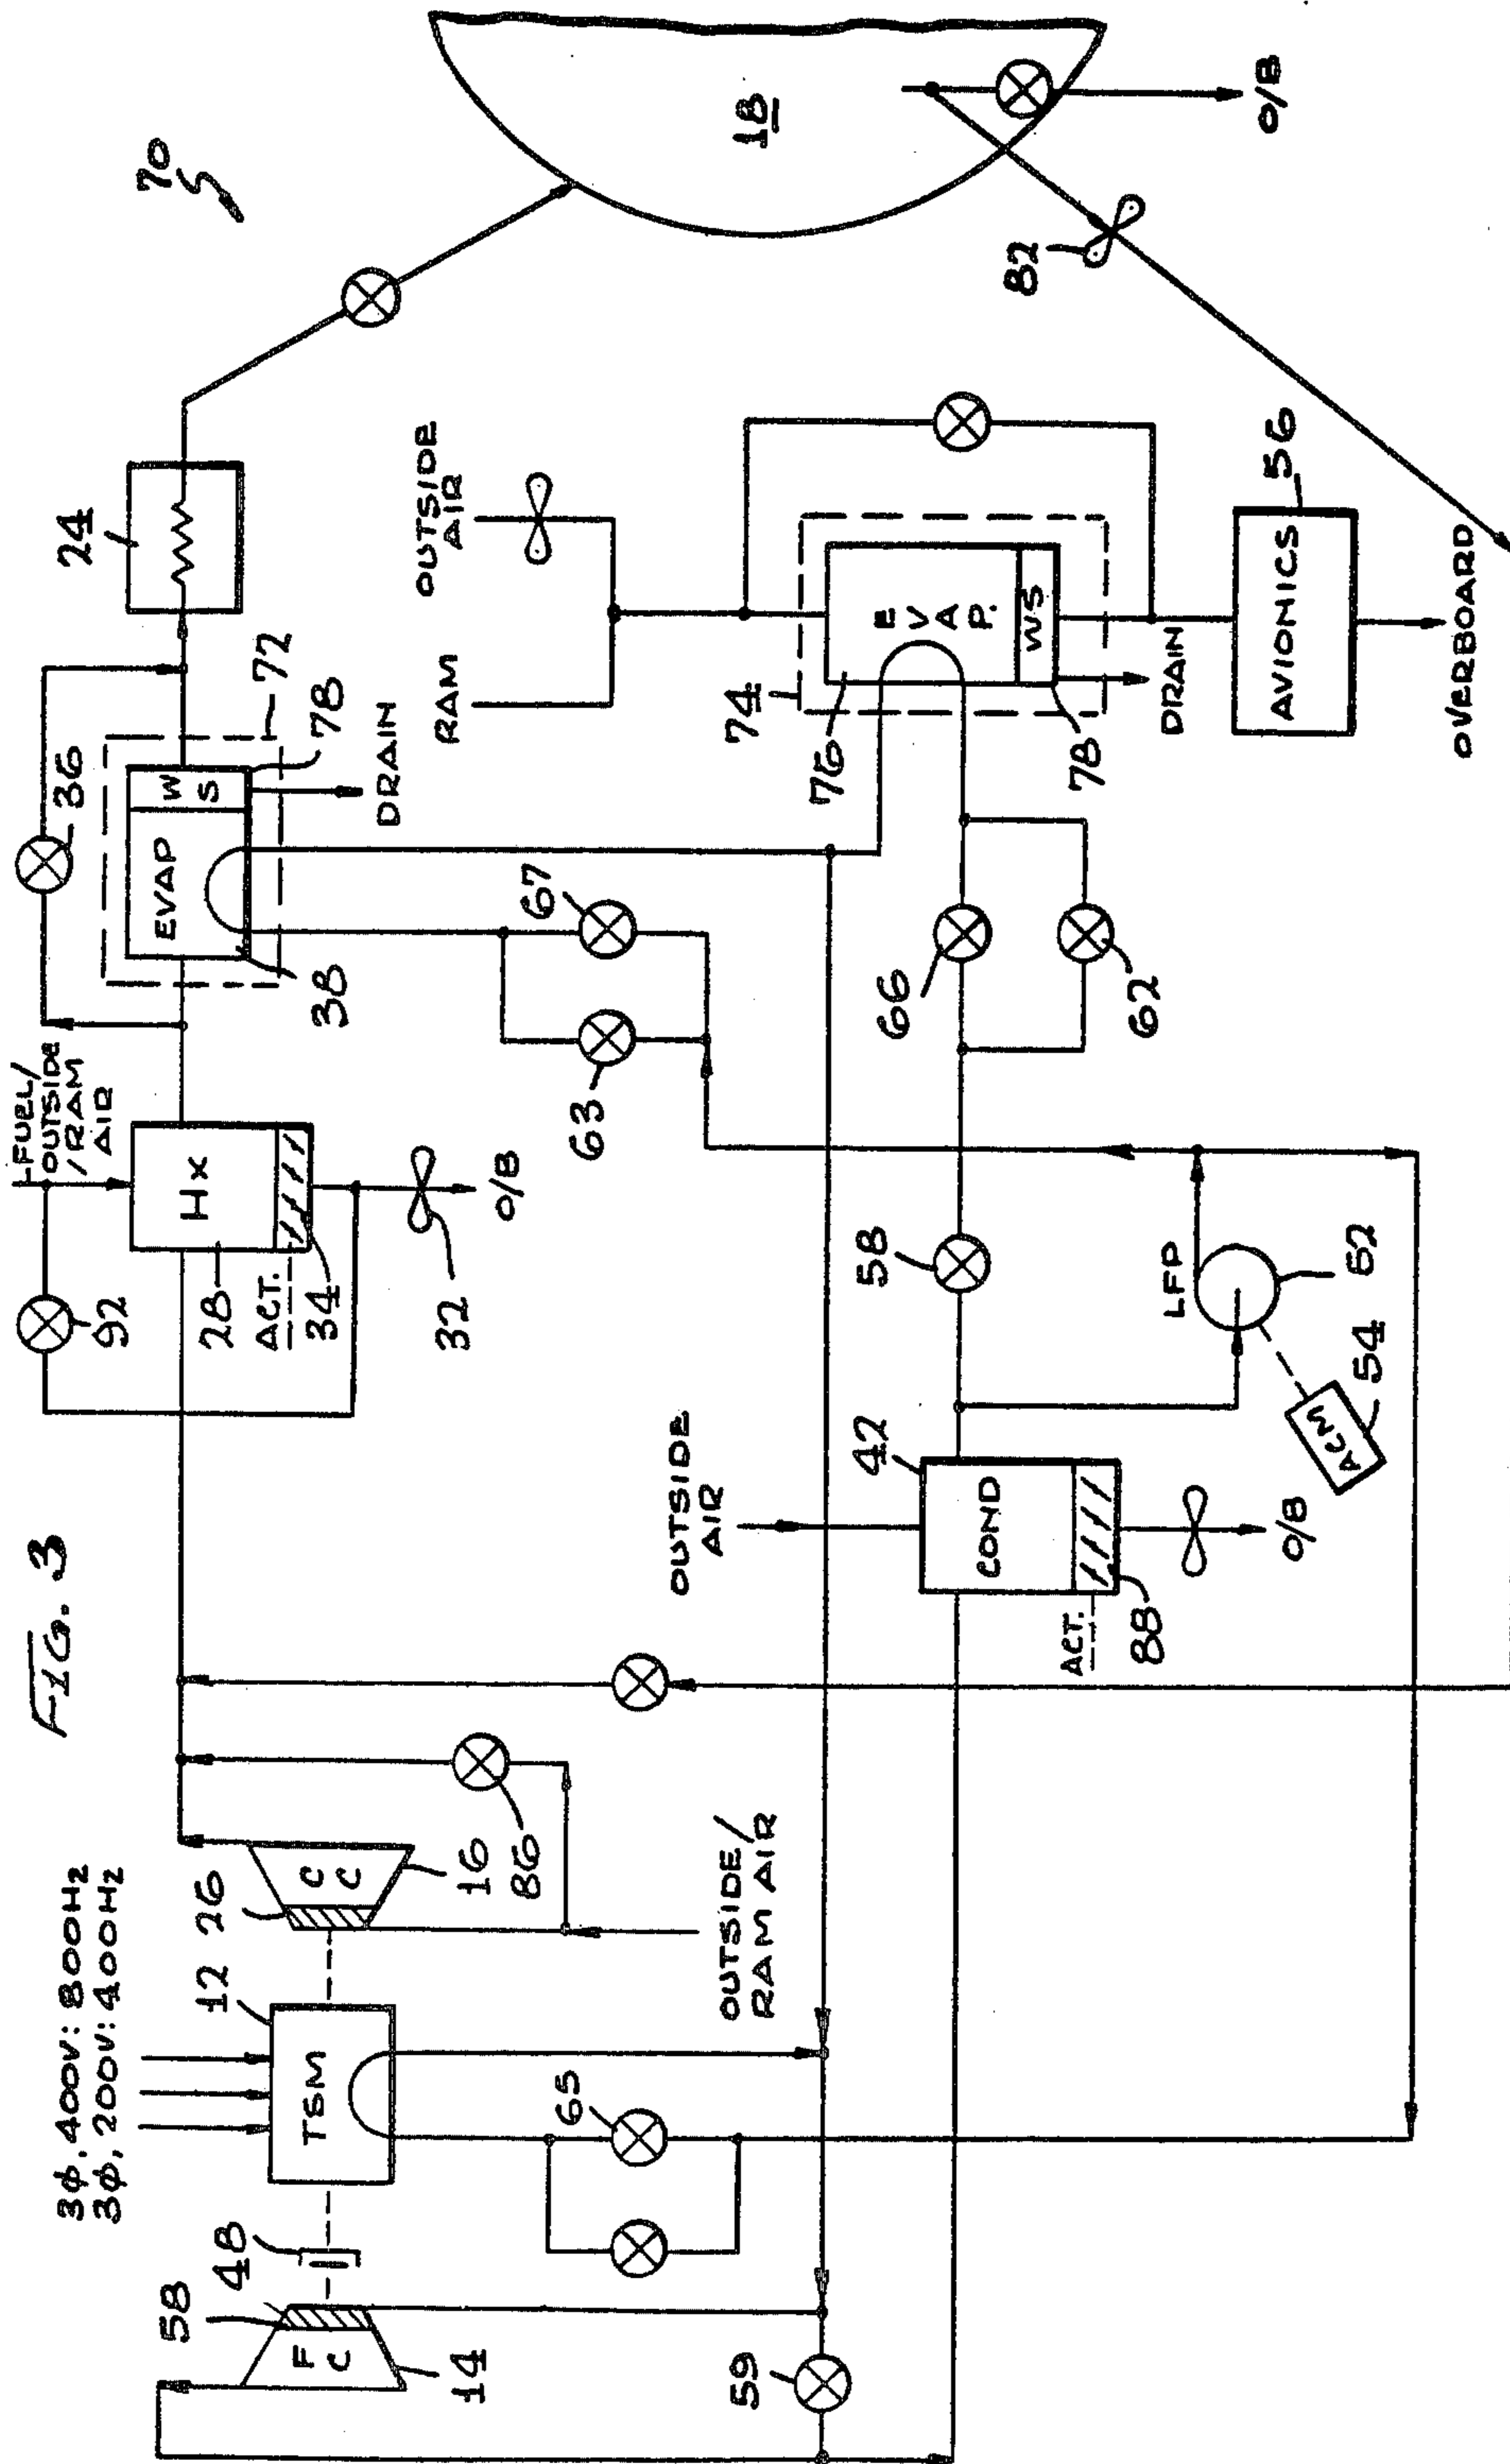 FIG. 3
70
3φ, 400V: 800HZ
3φ, 200V: 400HZ
58
48
12
26
F
C
14
TSM
C
C
16
86
OUTSIDE/
RAM AIR
59
65
92
FUEL/
OUTSIDE
/RAM
AIR
HX
28
ACT.
34
32
O/B
36
EVAP
W
S
38
72
78
DRAIN
24
18
82
O/B
63
67
OUTSIDE
AIR
RAM
74
76
EVAP.
WS
78
DRAIN
AVIONICS
56
OVERBOARD
OUTSIDE
AIR
42
COND
ACT.
88
O/B
58
66
62
LFP
52
ACM
54